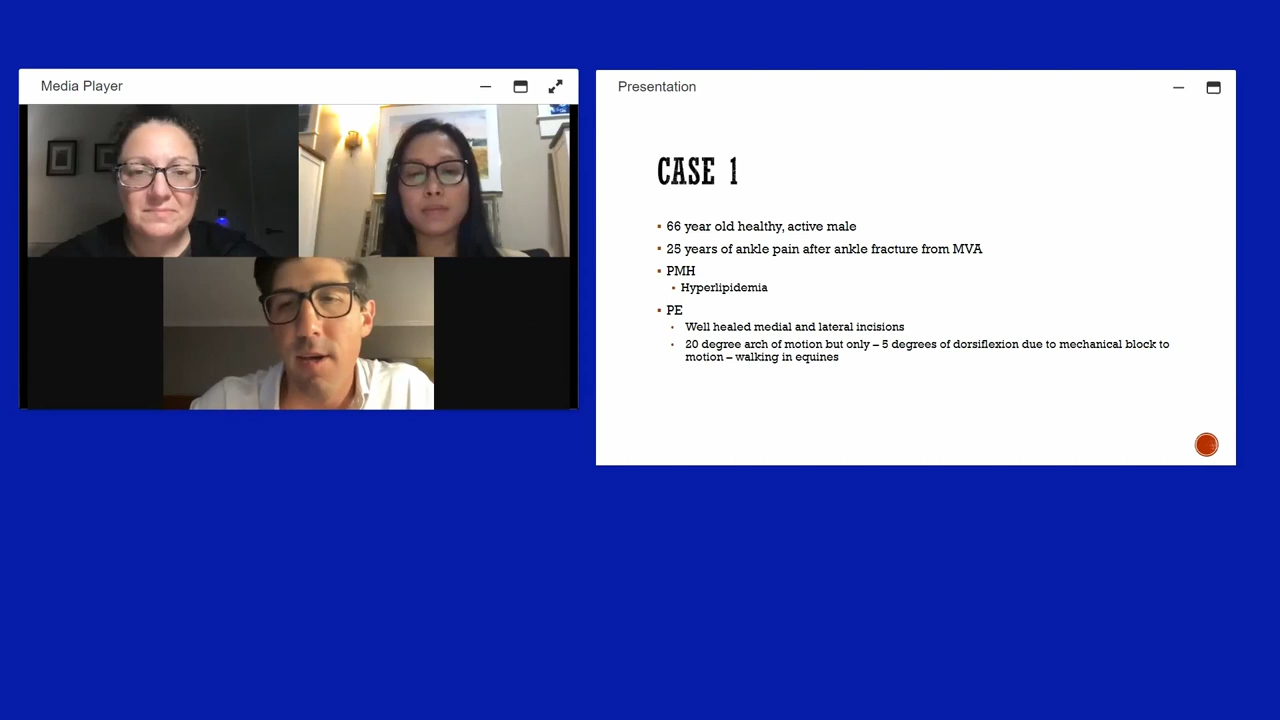 Media Player
Presentation
CASE 1
▪ 66 year old healthy, active male
▪ 25 years of ankle pain after ankle fracture from MVA
▪ PMH
▪ Hyperlipidemia
▪ PE
• Well healed medial and lateral incisions
• 20 degree arch of motion but only – 5 degrees of dorsiflexion due to mechanical block to
motion – walking in equines